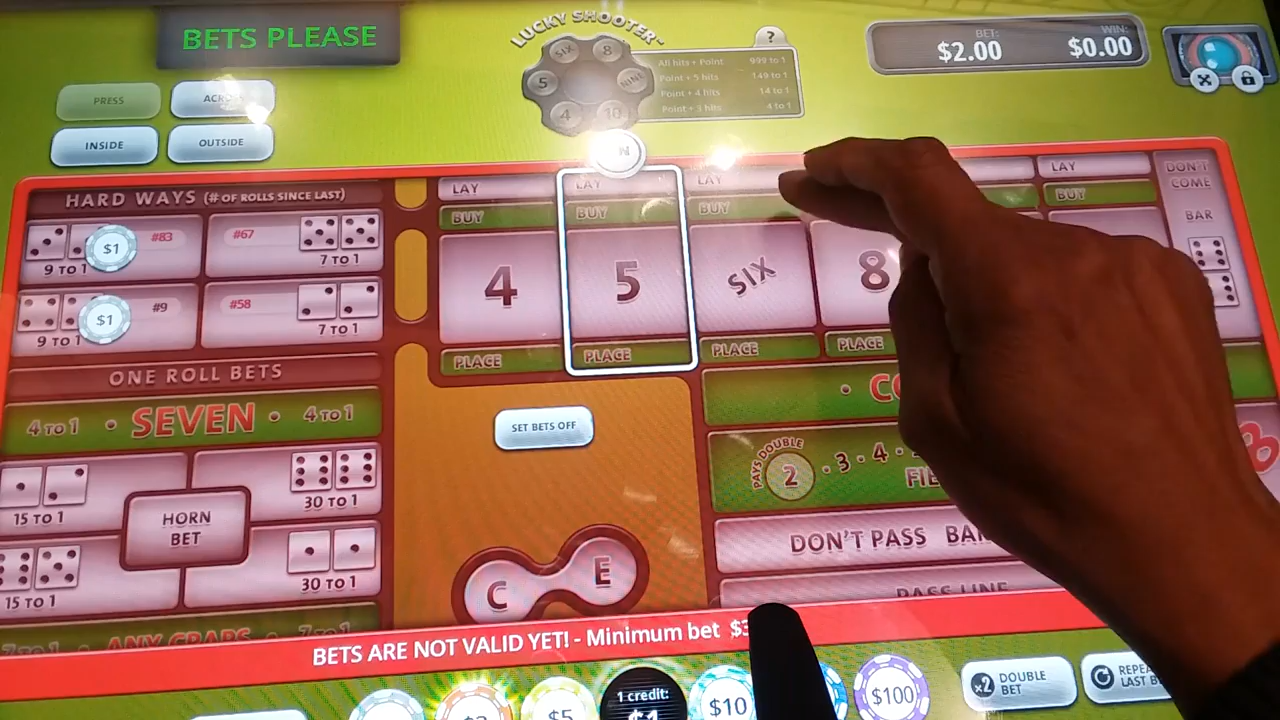 BETS PLEASE
LUCKY SHOOTER
SIX 8
5 NINE
4 10
?
All hits + Point 999 to 1
Point + 5 hits 149 to 1
Point + 4 hits 14 to 1
Point + 3 hits 4 to 1
BET: $2.00
WIN: $0.00
PRESS
INSIDE OUTSIDE
HARD WAYS (# OF ROLLS SINCE LAST)
$1 #83
9 TO 1
#67
7 TO 1
$1 #9
9 TO 1
#58
7 TO 1
ONE ROLL BETS
4 TO 1 • SEVEN • 4 TO 1
15 TO 1
30 TO 1
HORN
BET
15 TO 1
30 TO 1
ANY CRAPS
LAY LAY LAY LAY
BUY BUY BUY BUY
4 5 SIX 8
PLACE PLACE PLACE PLACE
DON'T
COME
BAR
SET BETS OFF
PAYS DOUBLE
2 • 3 • 4
C E
DON'T PASS
PASS LINE
BETS ARE NOT VALID YET! - Minimum bet
$5
1 credit:
$1
$10
$100
x2 DOUBLE
BET